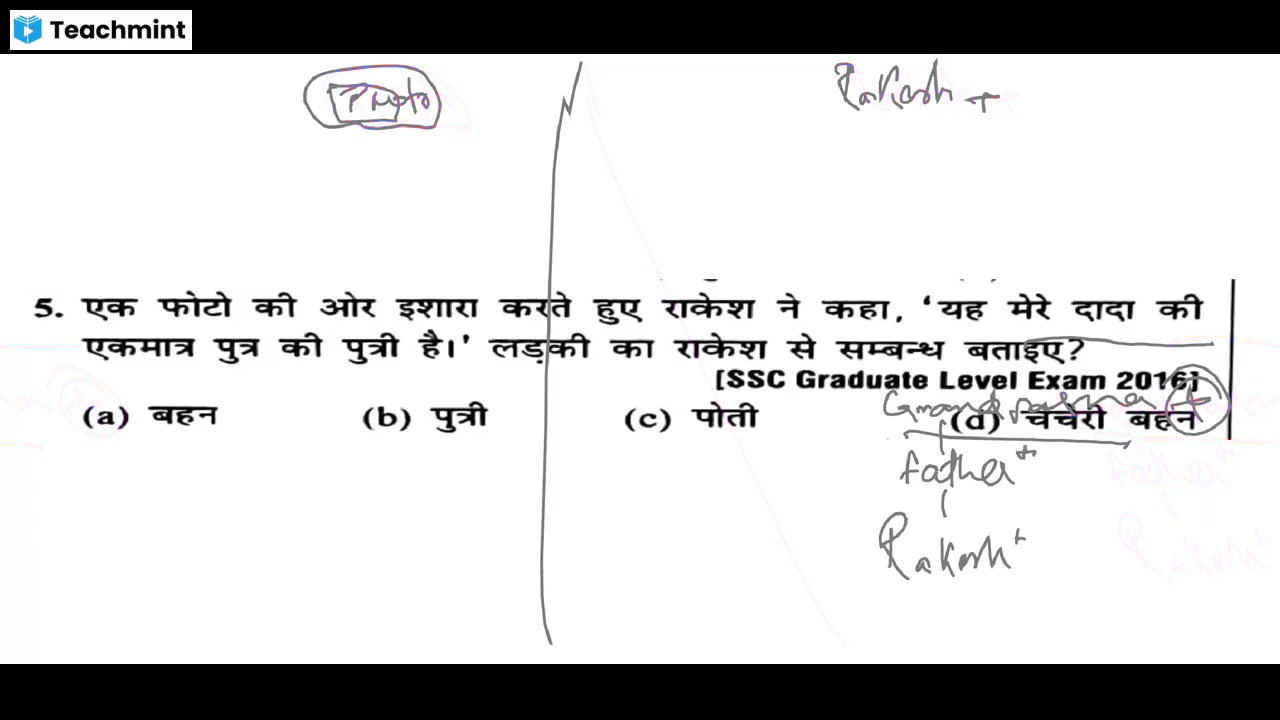 Teachmint
Photo
Rakesh +
5. एक फोटो की ओर इशारा करते हुए राकेश ने कहा, ‘यह मेरे दादा की
एकमात्र पुत्र की पुत्री है।’ लड़की का राकेश से सम्बन्ध बताइए?
[SSC Graduate Level Exam 2016]
(a) बहन (b) पुत्री (c) पोती (d) चचेरी बहन
+
Father +
Rakesh +